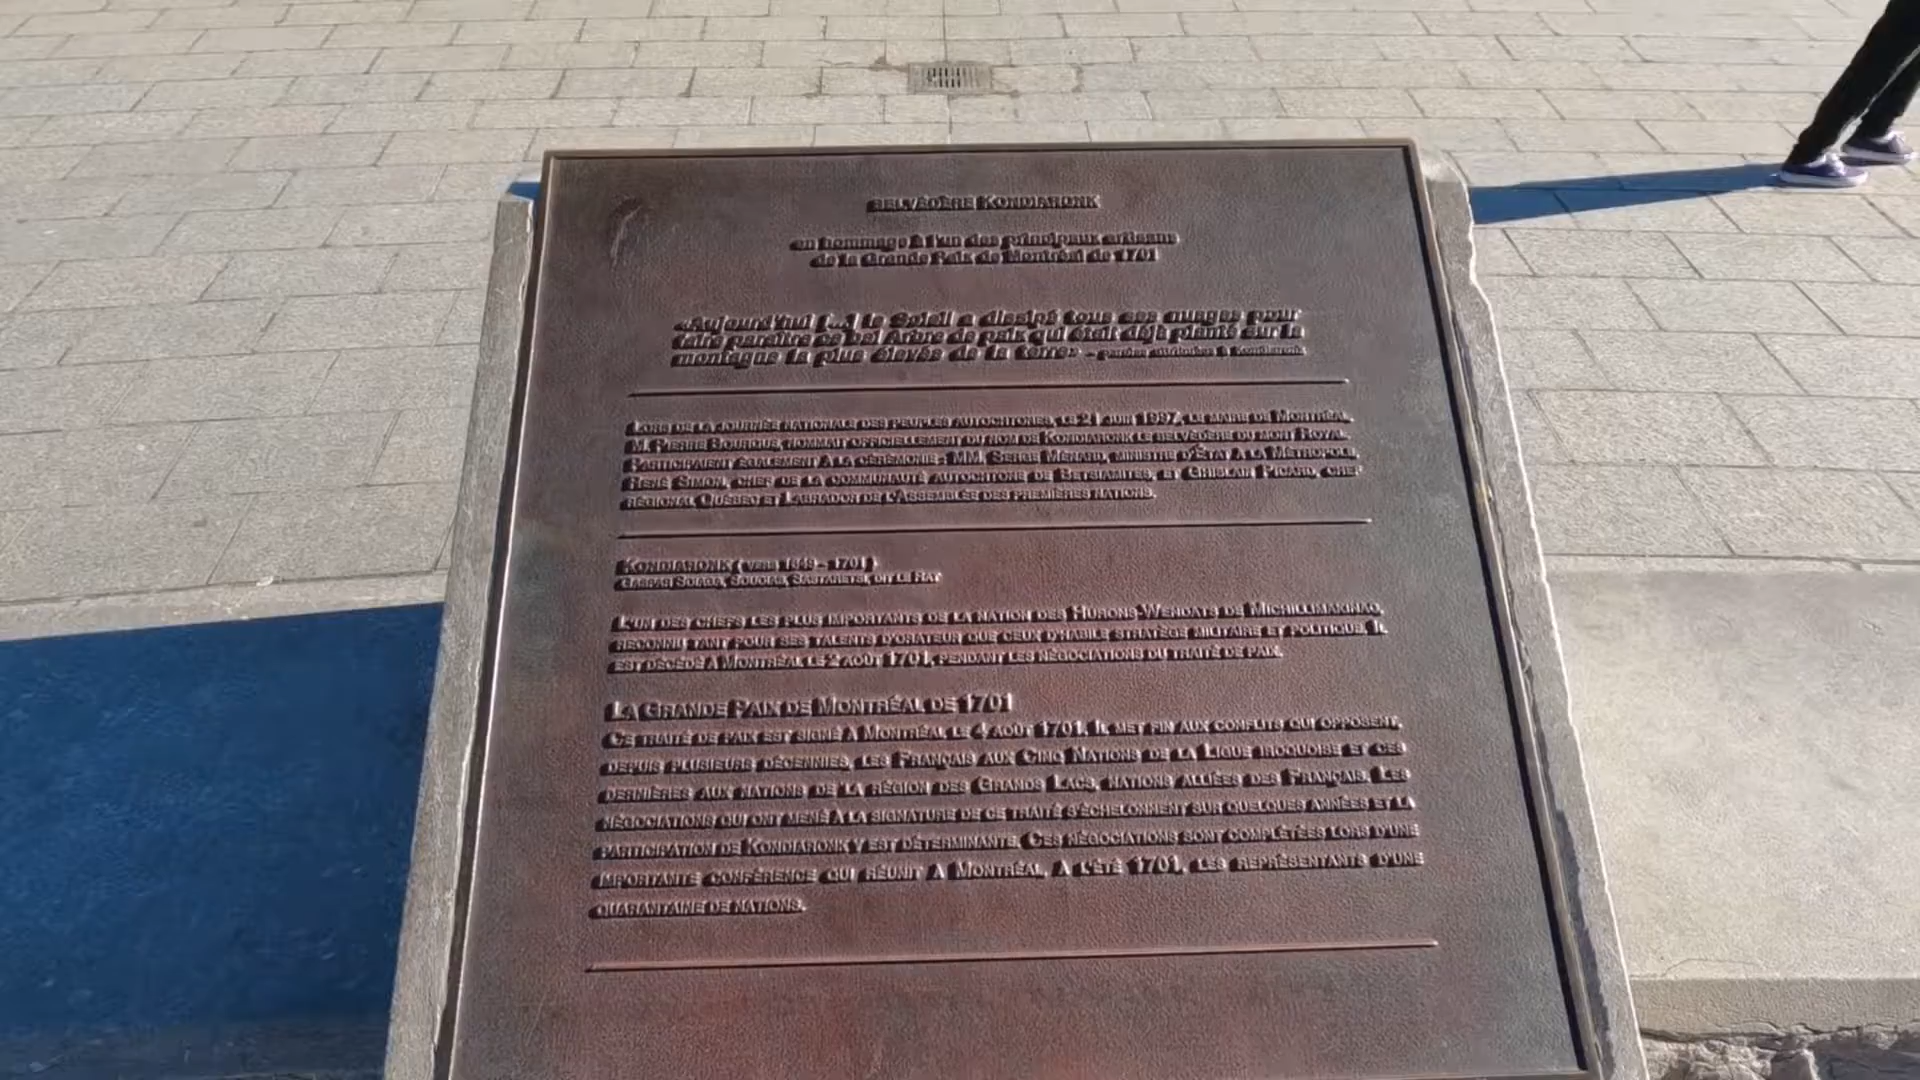 BELVÉDÈRE KONDIARONK
en hommage à l'un des principaux artisans
de la Grande Paix de Montréal de 1701
«Aujourd'hui [...] le Soleil a dissipé tous ces nuages pour
faire paraître ce bel Arbre de paix qui était déjà planté sur la
montagne la plus élevée de la terre» – paroles attribuées à Kondiaronk
LORS DE LA JOURNÉE NATIONALE DES PEUPLES AUTOCHTONES, LE 21 JUIN 1997, LE MAIRE DE MONTRÉAL,
M. PIERRE BOURQUE, NOMMAIT OFFICIELLEMENT DU NOM DE KONDIARONK LE BELVÉDÈRE DU MONT ROYAL.
PARTICIPAIENT ÉGALEMENT À LA CÉRÉMONIE : MM. SERGE MÉNARD, MINISTRE D'ÉTAT À LA MÉTROPOLE,
RENÉ SIMON, CHEF DE LA COMMUNAUTÉ AUTOCHTONE DE BETSIAMITES, ET GHISLAIN PICARD, CHEF
RÉGIONAL QUÉBEC ET LABRADOR DE L'ASSEMBLÉE DES PREMIÈRES NATIONS.
KONDIARONK (VERS 1649 – 1701)
GASPAR SOIAGA, SOUOIAS, SASTARETSI, DIT LE RAT
L'UN DES CHEFS LES PLUS IMPORTANTS DE LA NATION DES HURONS-WENDATS DE MICHILLIMAKINAC,
RECONNU TANT POUR SES TALENTS D'ORATEUR QUE CEUX D'HABILE STRATÈGE MILITAIRE ET POLITIQUE. IL
EST DÉCÉDÉ À MONTRÉAL LE 2 AOÛT 1701, PENDANT LES NÉGOCIATIONS DU TRAITÉ DE PAIX.
LA GRANDE PAIX DE MONTRÉAL DE 1701
CE TRAITÉ DE PAIX EST SIGNÉ À MONTRÉAL LE 4 AOÛT 1701. IL MET FIN AUX CONFLITS QUI OPPOSENT,
DEPUIS PLUSIEURS DÉCENNIES, LES FRANÇAIS AUX CINQ NATIONS DE LA LIGUE IROQUOISE ET CES
DERNIÈRES AUX NATIONS DE LA RÉGION DES GRANDS LACS, NATIONS ALLIÉES DES FRANÇAIS. LES
NÉGOCIATIONS QUI ONT MENÉ À LA SIGNATURE DE CE TRAITÉ S'ÉCHELONNENT SUR QUELQUES ANNÉES ET LA
PARTICIPATION DE KONDIARONK Y EST DÉTERMINANTE. CES NÉGOCIATIONS SONT COMPLÉTÉES LORS D'UNE
IMPORTANTE CONFÉRENCE QUI RÉUNIT À MONTRÉAL, À L'ÉTÉ 1701, LES REPRÉSENTANTS D'UNE
QUARANTAINE DE NATIONS.